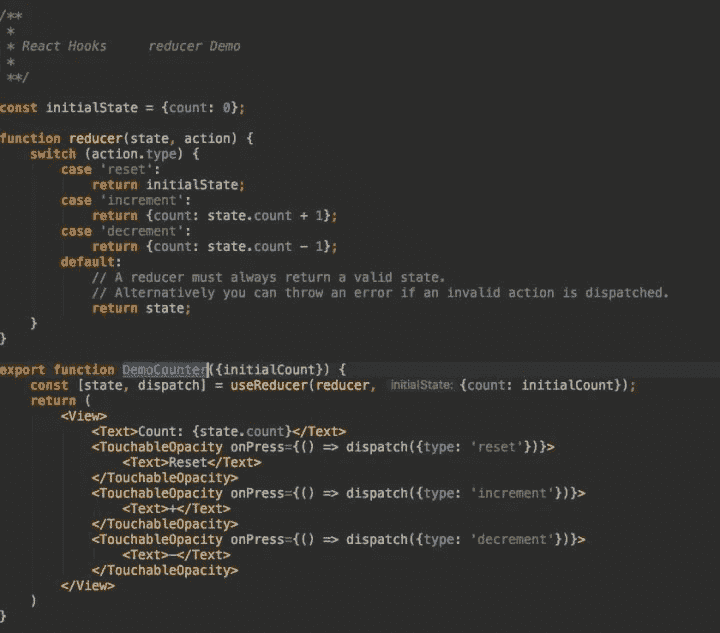 /**
 *
 * React Hooks reducer Demo
 *
 **/
const initialState = {count: 0};
function reducer(state, action) {
    switch (action.type) {
        case 'reset':
            return initialState;
        case 'increment':
            return {count: state.count + 1};
        case 'decrement':
            return {count: state.count - 1};
        default:
            // A reducer must always return a valid state.
            // Alternatively you can throw an error if an invalid action is dispatched.
            return state;
    }
}
export function DemoCounter({initialCount}) {
    const [state, dispatch] = useReducer(reducer, initialState: {count: initialCount});
    return (
        <View>
            <Text>Count: {state.count}</Text>
            <TouchableOpacity onPress={() => dispatch({type: 'reset'})}>
                <Text>Reset</Text>
            </TouchableOpacity>
            <TouchableOpacity onPress={() => dispatch({type: 'increment'})}>
                <Text>+</Text>
            </TouchableOpacity>
            <TouchableOpacity onPress={() => dispatch({type: 'decrement'})}>
                <Text>—</Text>
            </TouchableOpacity>
        </View>
    )
}